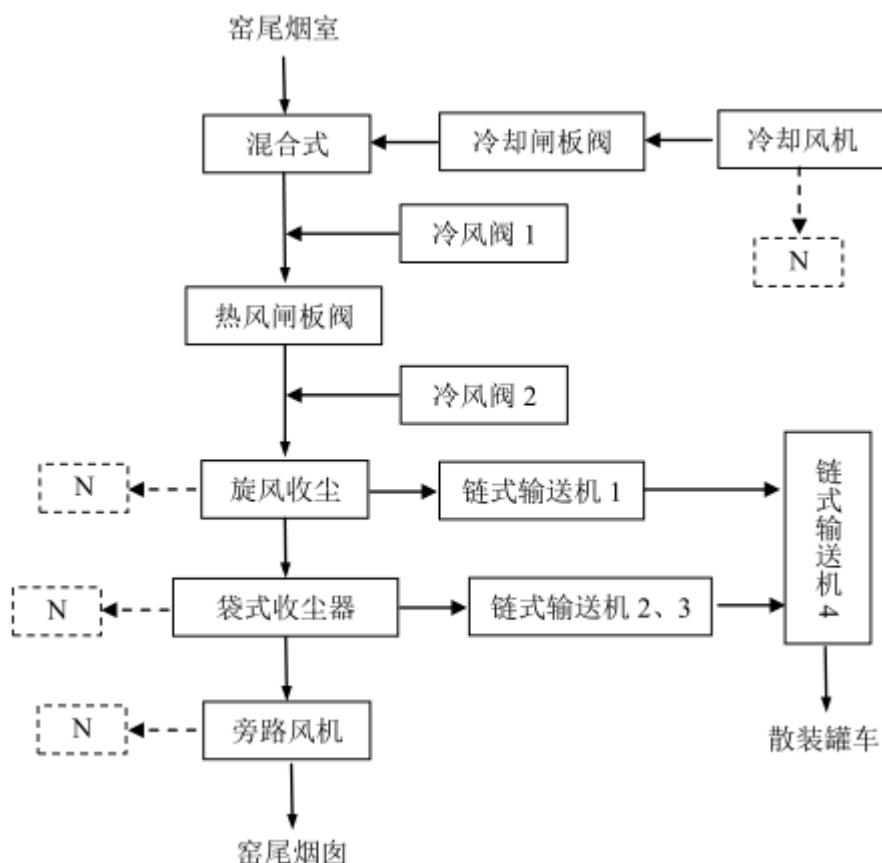 窑尾烟室
混合式
冷却闸板阀
冷却风机
冷风阀 1
N
热风闸板阀
冷风阀 2
N
旋风收尘
链式输送机 1
链式输送机 4
N
袋式收尘器
链式输送机 2、3
N
旁路风机
散装罐车
窑尾烟囱